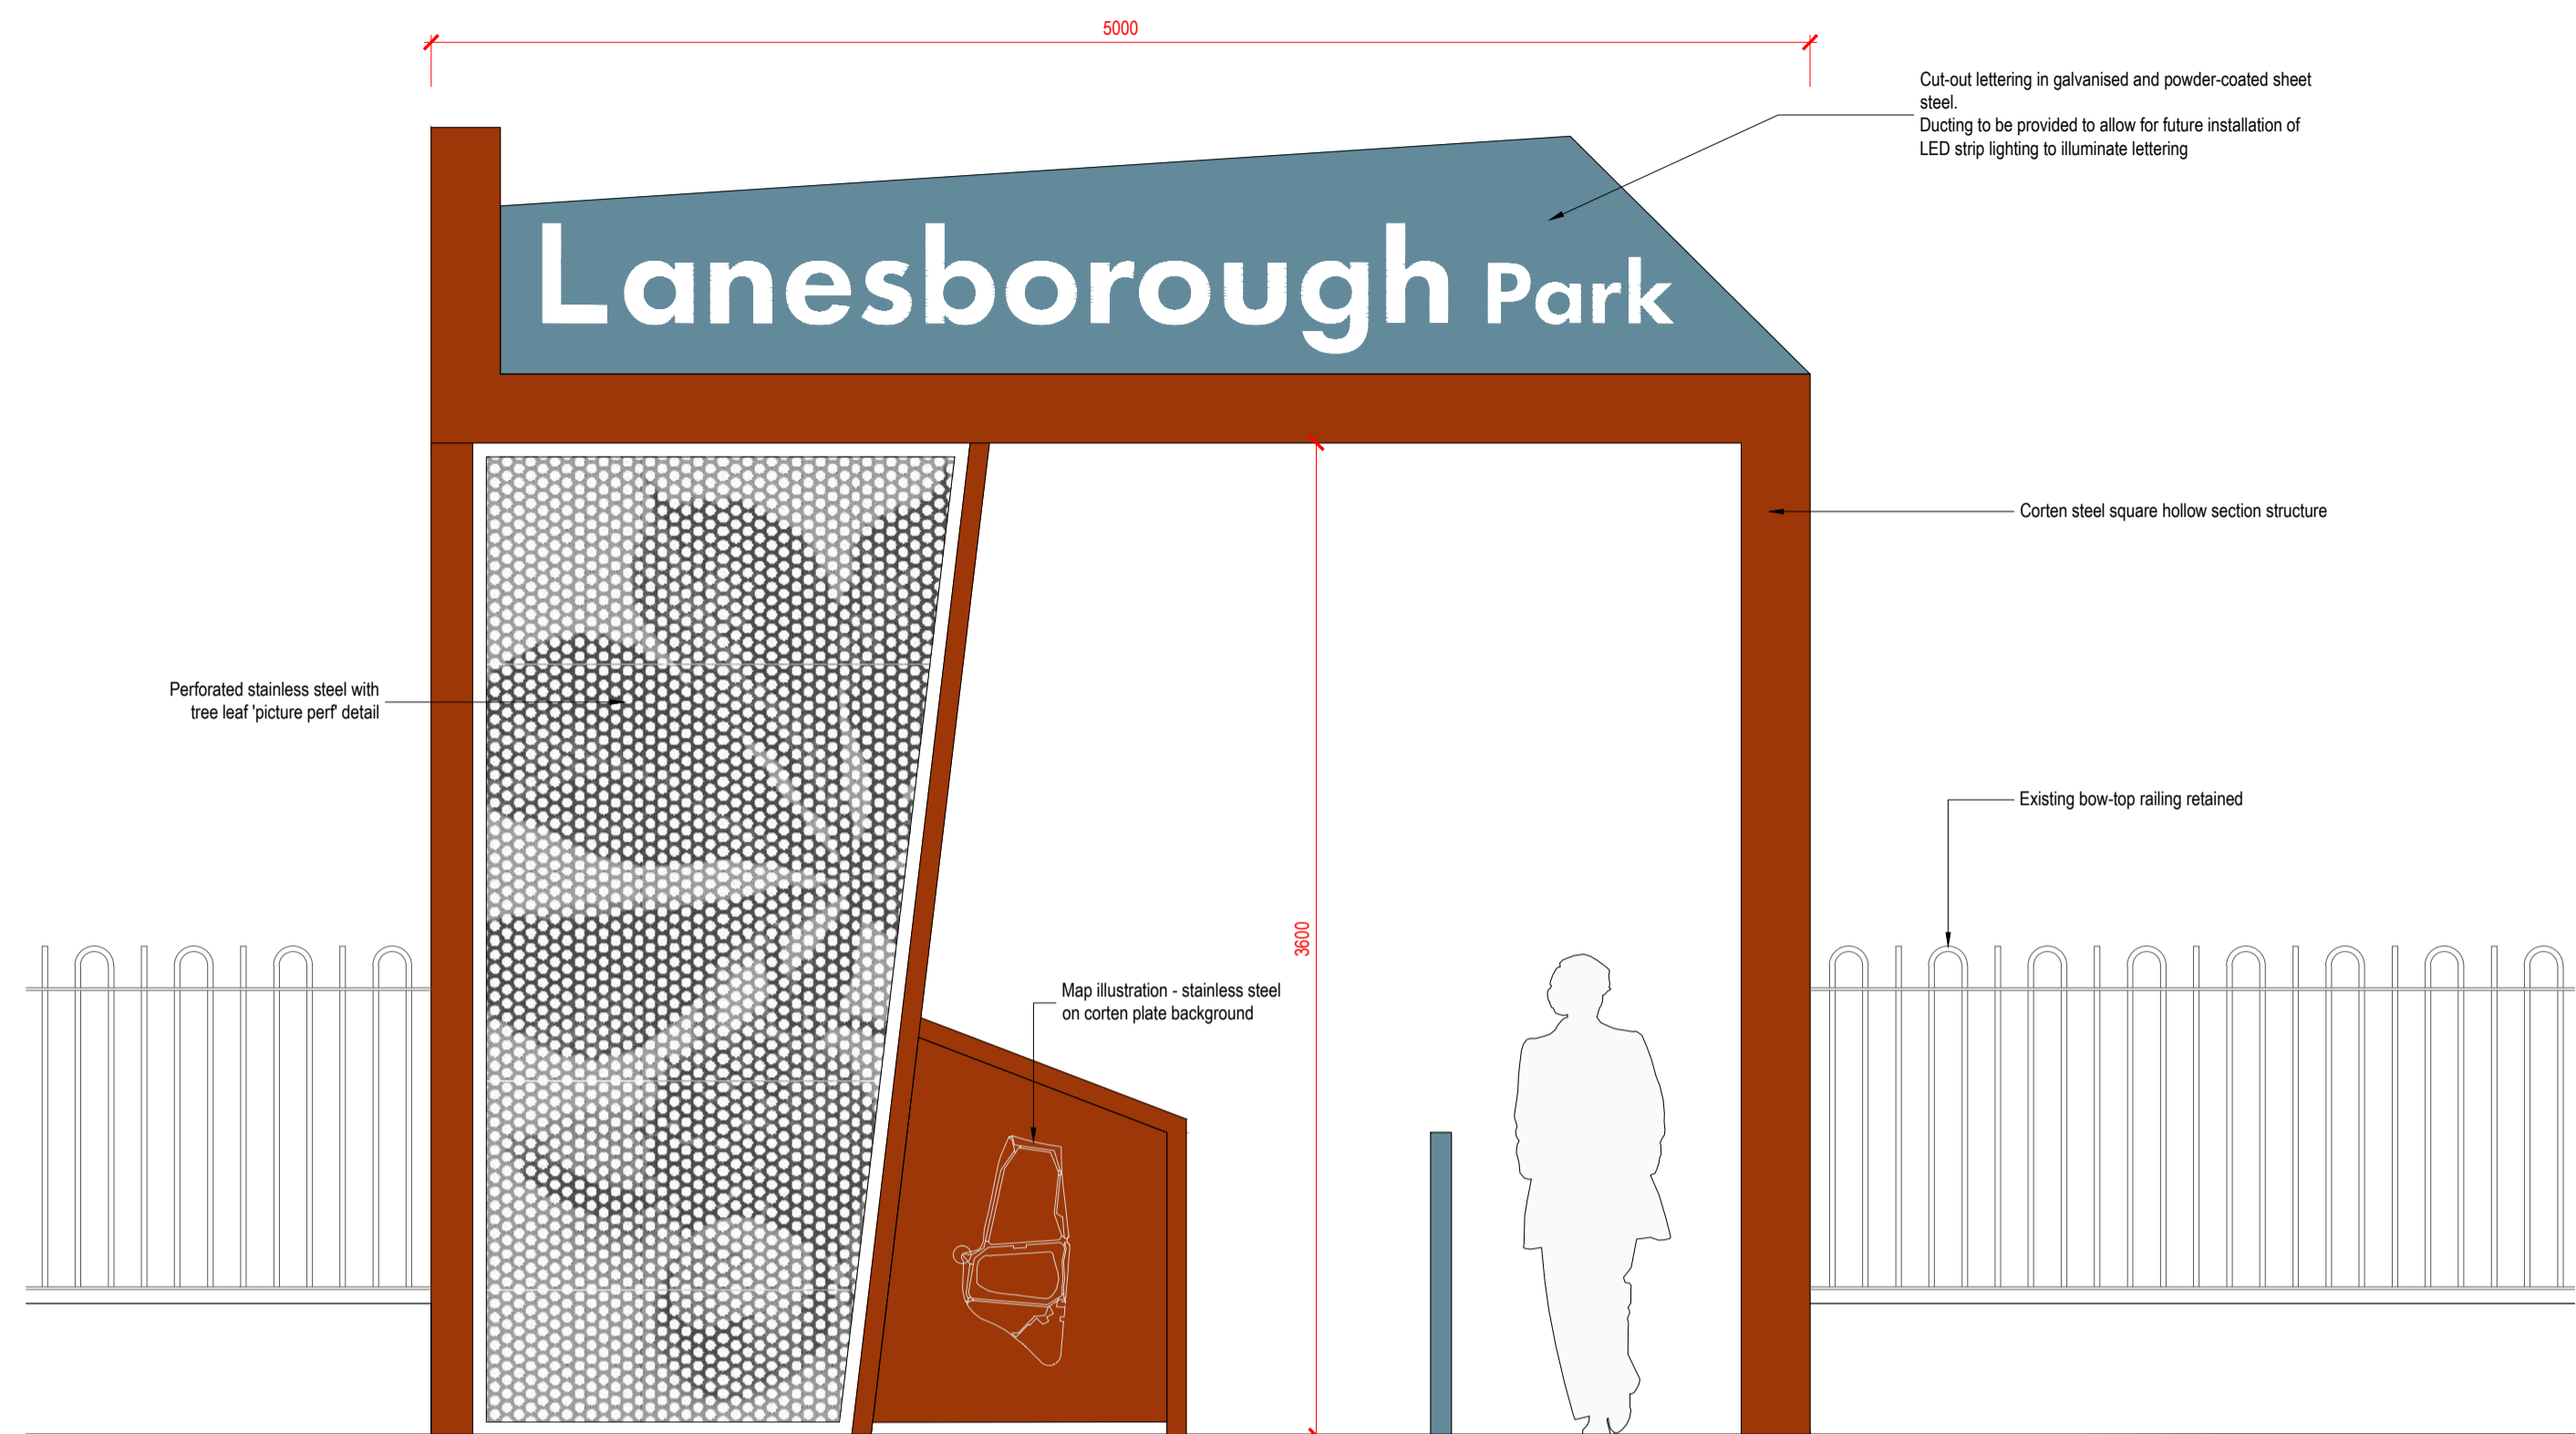 5000
Cut-out lettering in galvanised and powder-coated sheet
steel.
Ducting to be provided to allow for future installation of
LED strip lighting to illuminate lettering
Lanesborough Park
Corten steel square hollow section structure
Perforated stainless steel with
tree leaf 'picture perf' detail
Existing bow-top railing retained
3600
Map illustration - stainless steel
on corten plate background